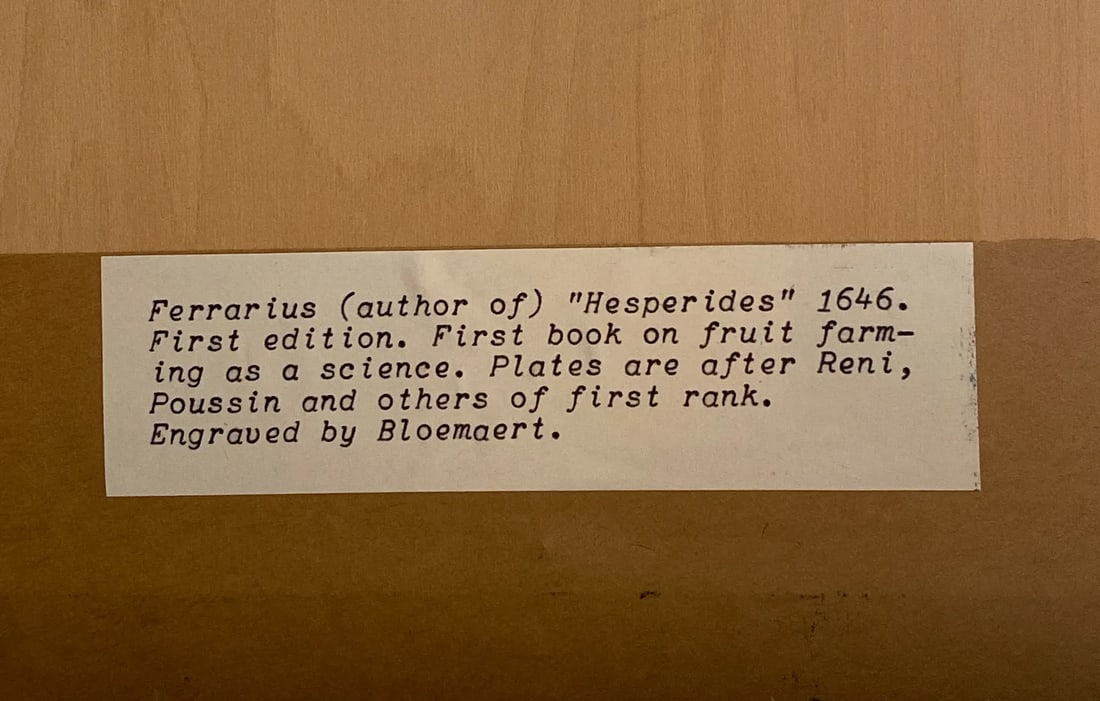 Ferrarius (author of) "Hesperides" 1646.
First edition. First book on fruit farm-
ing as a science. Plates are after Reni,
Poussin and others of first rank.
Engraved by Bloemaert.